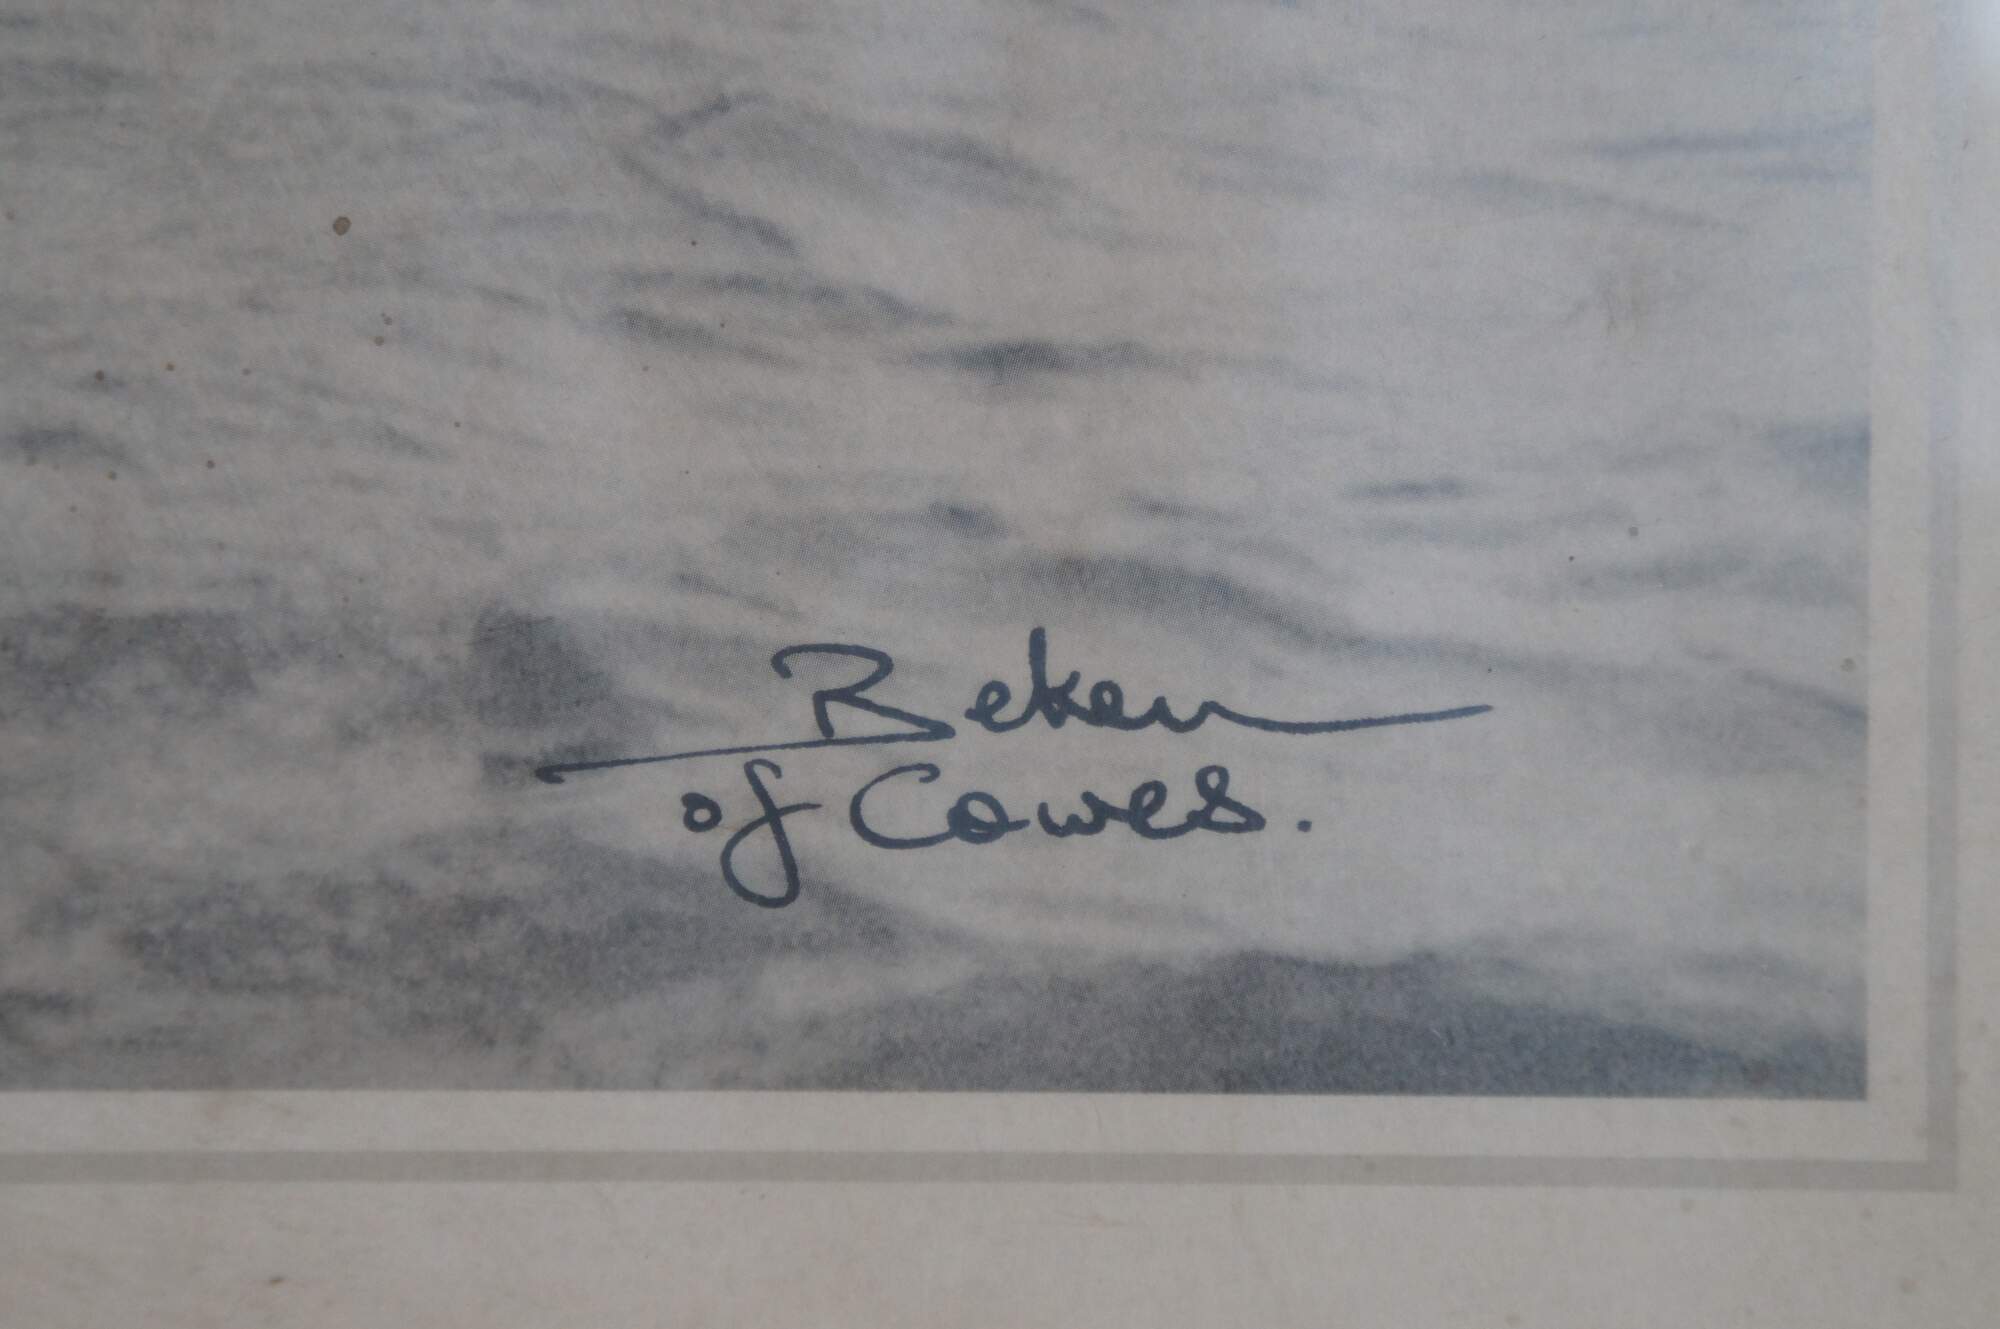 Beken
of Cowes.